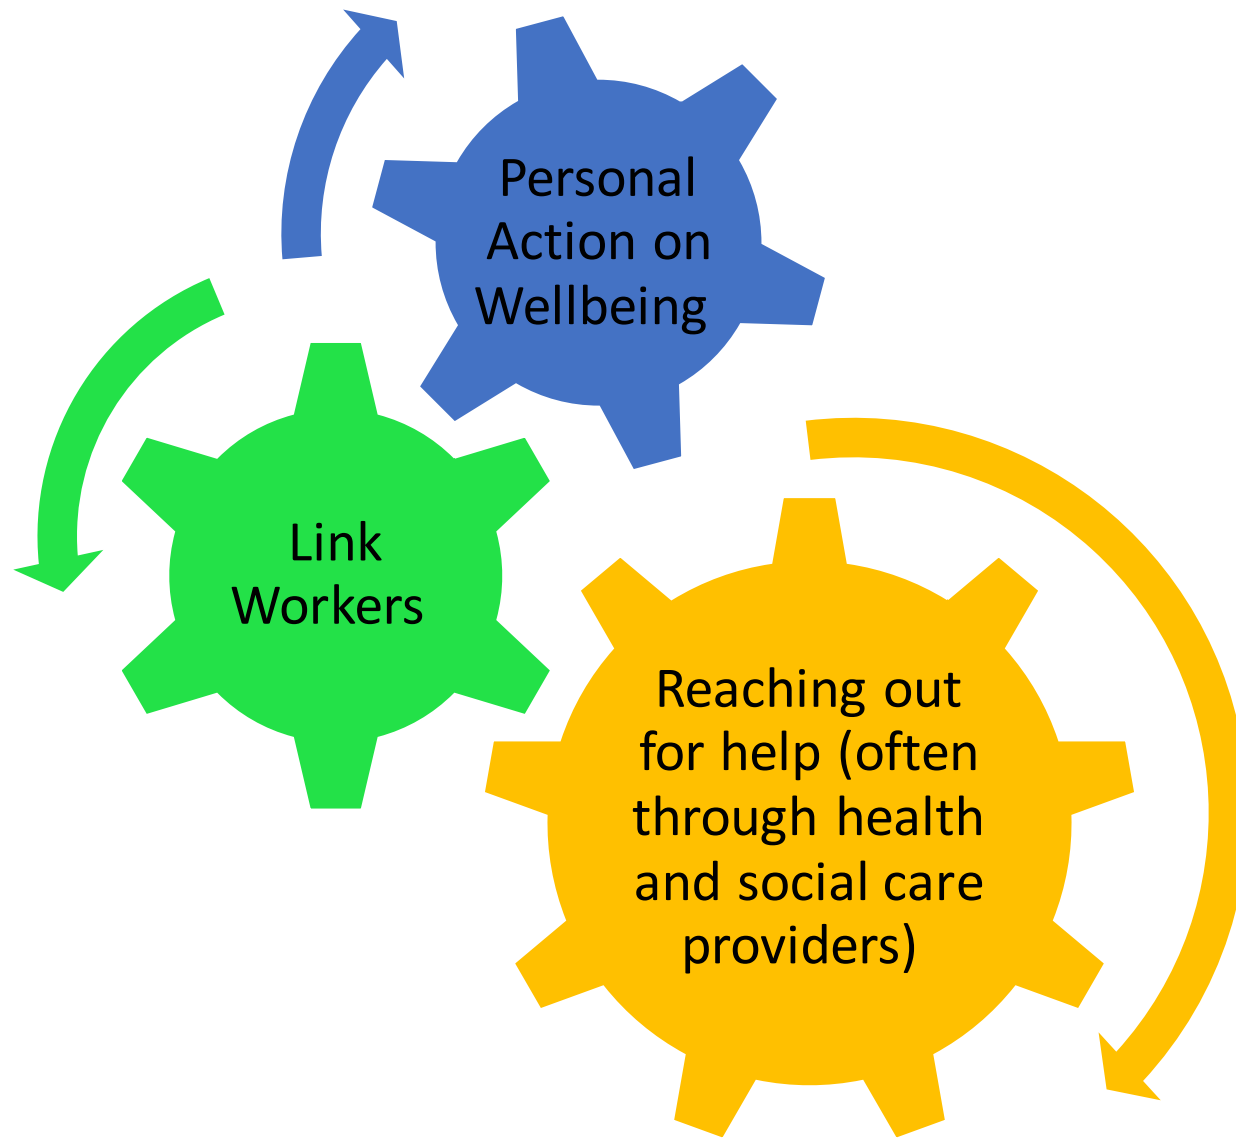 Personal
Action on
Wellbeing
Link
Workers
Reaching out
for help (often
through health
and social care
providers)